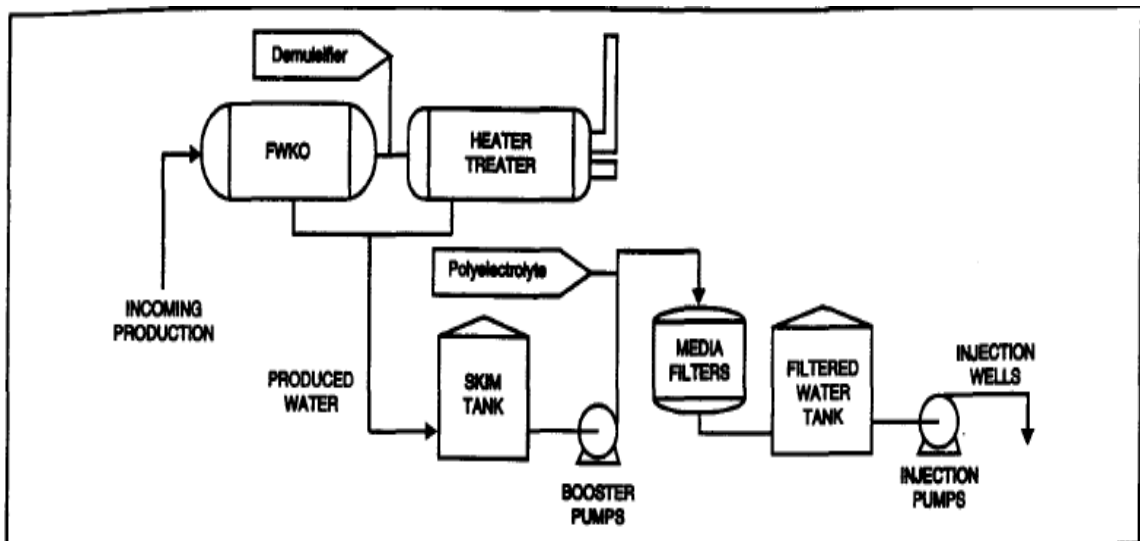 Demulsifier
FWKO
HEATER
TREATER
Polyelectrolyte
INCOMING
PRODUCTION
PRODUCED
WATER
SKIM
TANK
BOOSTER
PUMPS
MEDIA
FILTERS
FILTERED
WATER
TANK
INJECTION
WELLS
INJECTION
PUMPS